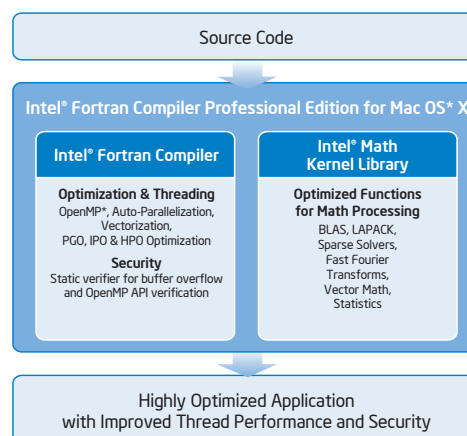 Source Code
Intel® Fortran Compiler Professional Edition for Mac OS* X
Intel® Fortran Compiler
Optimization & Threading
OpenMP*, Auto-Parallelization,
Vectorization,
PGO, IPO & HPO Optimization
Security
Static verifier for buffer overflow
and OpenMP API verification
Intel® Math
Kernel Library
Optimized Functions
for Math Processing
BLAS, LAPACK,
Sparse Solvers,
Fast Fourier
Transforms,
Vector Math,
Statistics
Highly Optimized Application
with Improved Thread Performance and Security